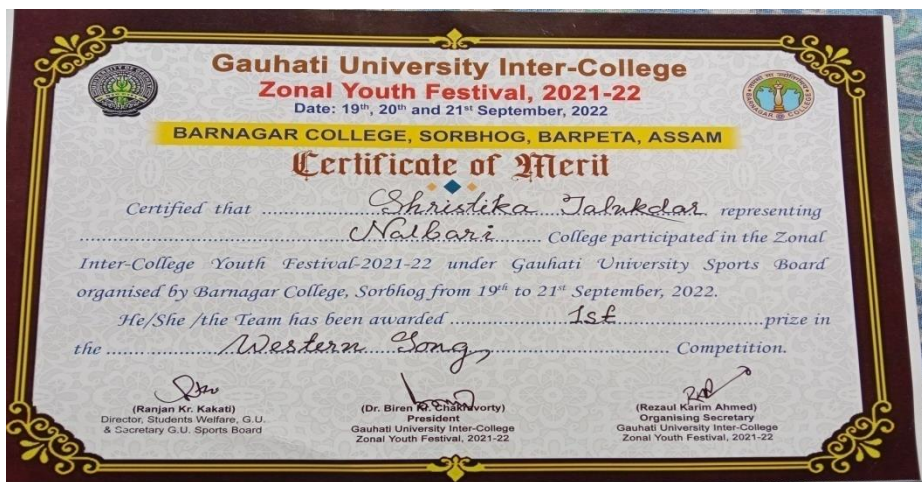 Gauhati University Inter-College
Zonal Youth Festival, 2021-22
Date: 19th, 20th and 21st September, 2022
BARNAGAR COLLEGE, SORBHOG, BARPETA, ASSAM
Certificate of Merit
Certified that .............. Shristika Talukdar representing
.............................. Nalbari ......... College participated in the Zonal
Inter-College Youth Festival-2021-22 under Gauhati University Sports Board
organised by Barnagar College, Sorbhog from 19th to 21st September, 2022.
He/She /the Team has been awarded ............... 1st ...................prize in
the ................ Western Song ............................ Competition.
(Ranjan Kr. Kakati)
Director, Students Welfare, G.U.
& Secretary G.U. Sports Board
(Dr. Biren Kr. Chakravorty)
President
Gauhati University Inter-College
Zonal Youth Festival, 2021-22
(Rezaul Karim Ahmed)
Organising Secretary
Gauhati University Inter-College
Zonal Youth Festival, 2021-22